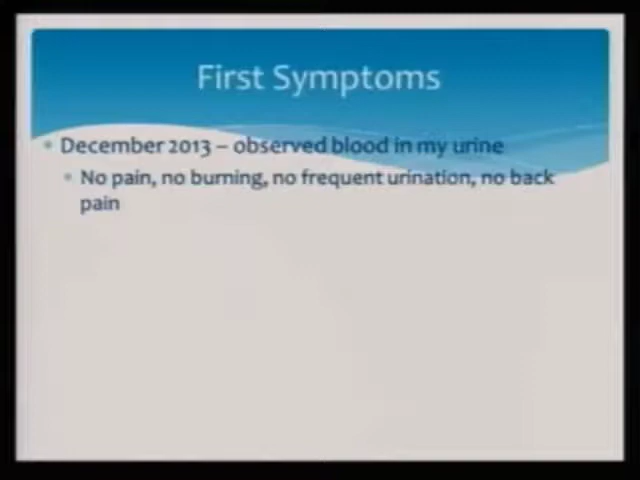 First Symptoms
December 2013 – observed blood in my urine
No pain, no burning, no frequent urination, no back
pain